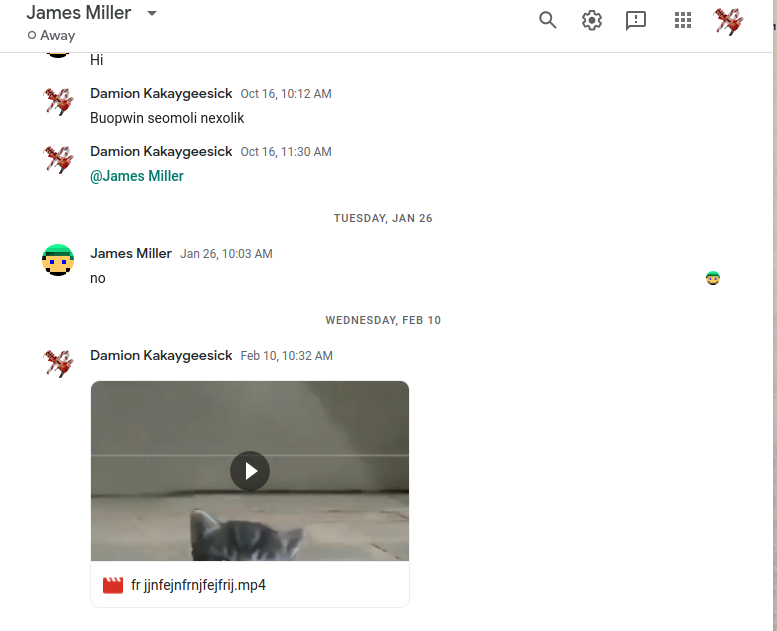 James Miller
Away
Hi
Damion Kakaygeesick Oct 16, 10:12 AM
Buopwin seomoli nexolik
Damion Kakaygeesick Oct 16, 11:30 AM
@James Miller
TUESDAY, JAN 26
James Miller Jan 26, 10:03 AM
no
WEDNESDAY, FEB 10
Damion Kakaygeesick Feb 10, 10:32 AM
fr jjnfejnfrnjfejfrij.mp4